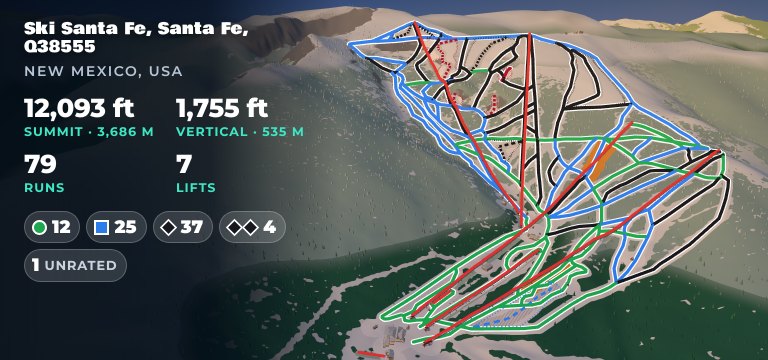 Ski Santa Fe, Santa Fe,
Q38555
NEW MEXICO, USA
12,093 ft 1,755 ft
SUMMIT · 3,686 M VERTICAL · 535 M
79 7
RUNS LIFTS
12 25 37 4
1 UNRATED